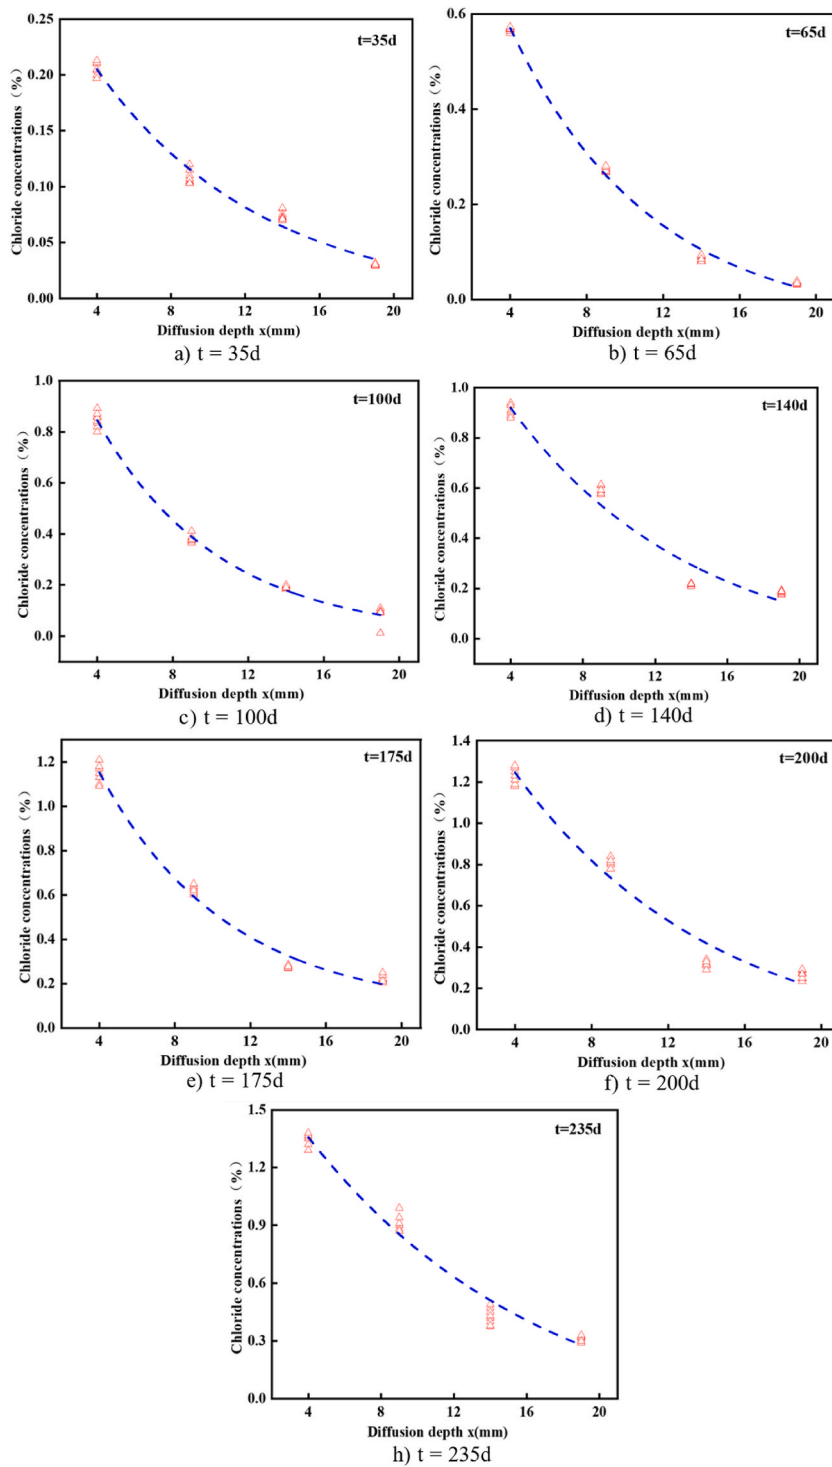 0.25
t=35d
0.20
0.15
0.10
0.05
0.00
Chloride concentrations（%）
4 8 12 16 20
Diffusion depth x(mm)
a) t = 35d
0.6
t=65d
0.4
0.2
0.0
Chloride concentrations（%）
4 8 12 16 20
Diffusion depth x(mm)
b) t = 65d
1.0
t=100d
0.8
0.6
0.4
0.2
0.0
Chloride concentrations（%）
4 8 12 16 20
Diffusion depth x(mm)
c) t = 100d
1.0
t=140d
0.8
0.6
0.4
0.2
0.0
Chloride concentrations（%）
4 8 12 16 20
Diffusion depth x(mm)
d) t = 140d
t=175d
1.2
1.0
0.8
0.6
0.4
0.2
0.0
Chloride concentrations（%）
4 8 12 16 20
Diffusion depth x(mm)
e) t = 175d
1.4
t=200d
1.2
1.0
0.8
0.6
0.4
0.2
0.0
Chloride concentrations（%）
4 8 12 16 20
Diffusion depth x(mm)
f) t = 200d
1.5
t=235d
1.2
0.9
0.6
0.3
0.0
Chloride concentrations（%）
4 8 12 16 20
Diffusion depth x(mm)
h) t = 235d